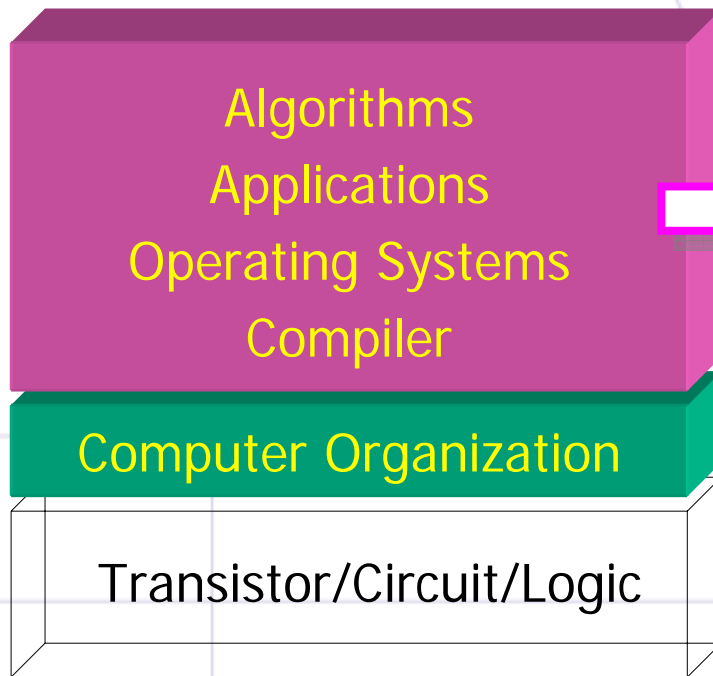 Algorithms
Applications
Operating Systems
Compiler
Computer Organization
Transistor/Circuit/Logic